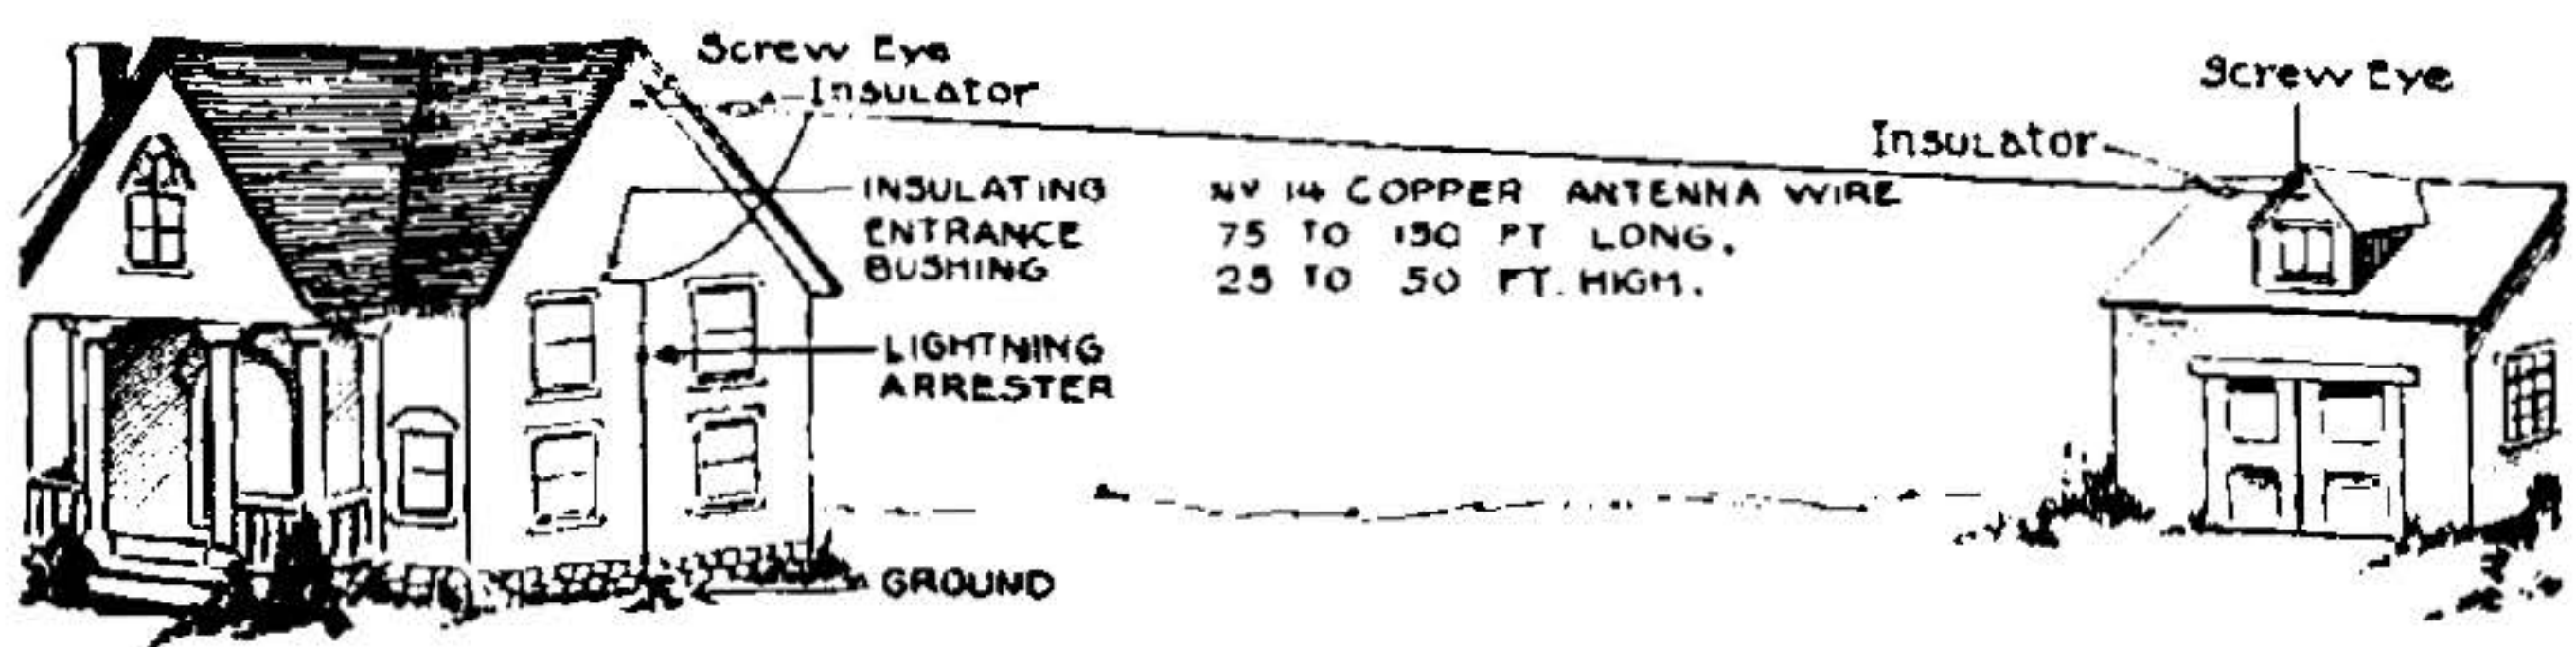 Screw Eye
Insulator
INSULATING
ENTRANCE
BUSHING
LIGHTNING
ARRESTER
GROUND
14 COPPER ANTENNA WIRE
75 TO 150 FT LONG.
25 TO 50 FT. HIGH.
Screw Eye
Insulator